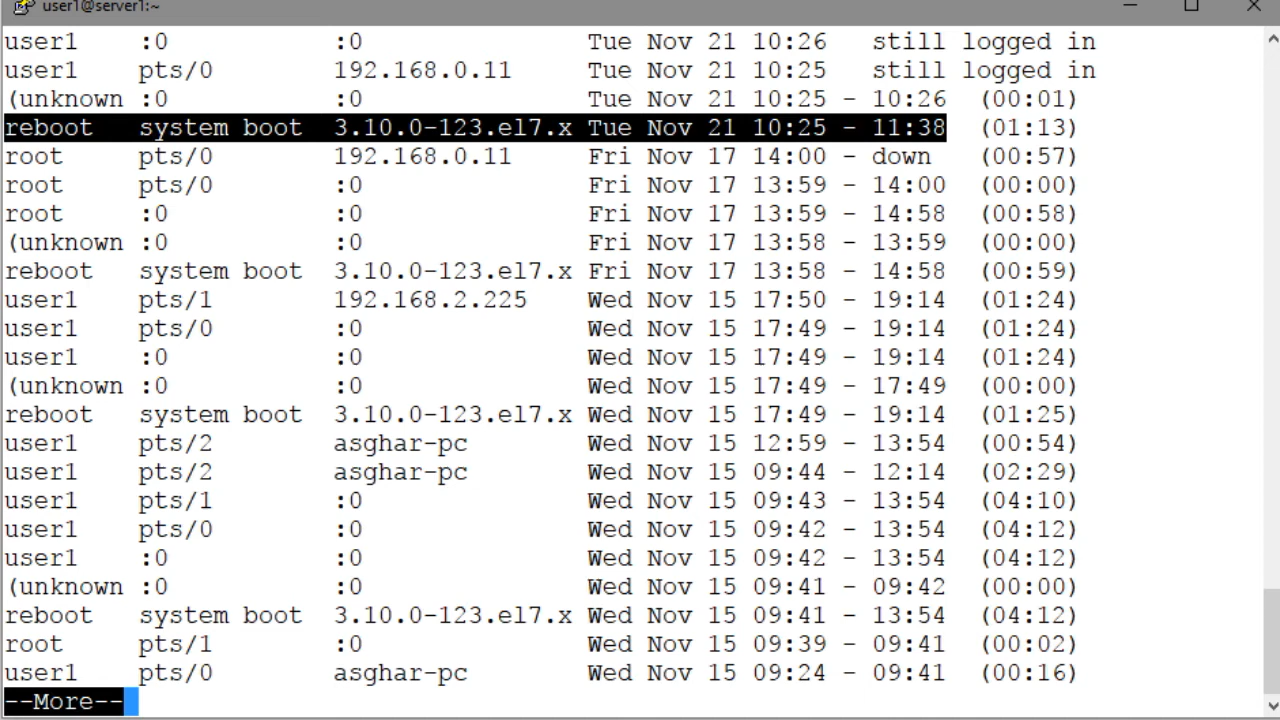 user1@server1:~
user1    :0           :0               Tue Nov 21 10:26   still logged in
user1    pts/0        192.168.0.11     Tue Nov 21 10:25   still logged in
(unknown :0           :0               Tue Nov 21 10:25 - 10:26  (00:01)
reboot   system boot  3.10.0-123.el7.x Tue Nov 21 10:25 - 11:38  (01:13)
root     pts/0        192.168.0.11     Fri Nov 17 14:00 - down   (00:57)
root     pts/0        :0               Fri Nov 17 13:59 - 14:00  (00:00)
root     :0           :0               Fri Nov 17 13:59 - 14:58  (00:58)
(unknown :0           :0               Fri Nov 17 13:58 - 13:59  (00:00)
reboot   system boot  3.10.0-123.el7.x Fri Nov 17 13:58 - 14:58  (00:59)
user1    pts/1        192.168.2.225    Wed Nov 15 17:50 - 19:14  (01:24)
user1    pts/0        :0               Wed Nov 15 17:49 - 19:14  (01:24)
user1    :0           :0               Wed Nov 15 17:49 - 19:14  (01:24)
(unknown :0           :0               Wed Nov 15 17:49 - 17:49  (00:00)
reboot   system boot  3.10.0-123.el7.x Wed Nov 15 17:49 - 19:14  (01:25)
user1    pts/2        asghar-pc        Wed Nov 15 12:59 - 13:54  (00:54)
user1    pts/2        asghar-pc        Wed Nov 15 09:44 - 12:14  (02:29)
user1    pts/1        :0               Wed Nov 15 09:43 - 13:54  (04:10)
user1    pts/0        :0               Wed Nov 15 09:42 - 13:54  (04:12)
user1    :0           :0               Wed Nov 15 09:42 - 13:54  (04:12)
(unknown :0           :0               Wed Nov 15 09:41 - 09:42  (00:00)
reboot   system boot  3.10.0-123.el7.x Wed Nov 15 09:41 - 13:54  (04:12)
root     pts/1        :0               Wed Nov 15 09:39 - 09:41  (00:02)
user1    pts/0        asghar-pc        Wed Nov 15 09:24 - 09:41  (00:16)
--More--